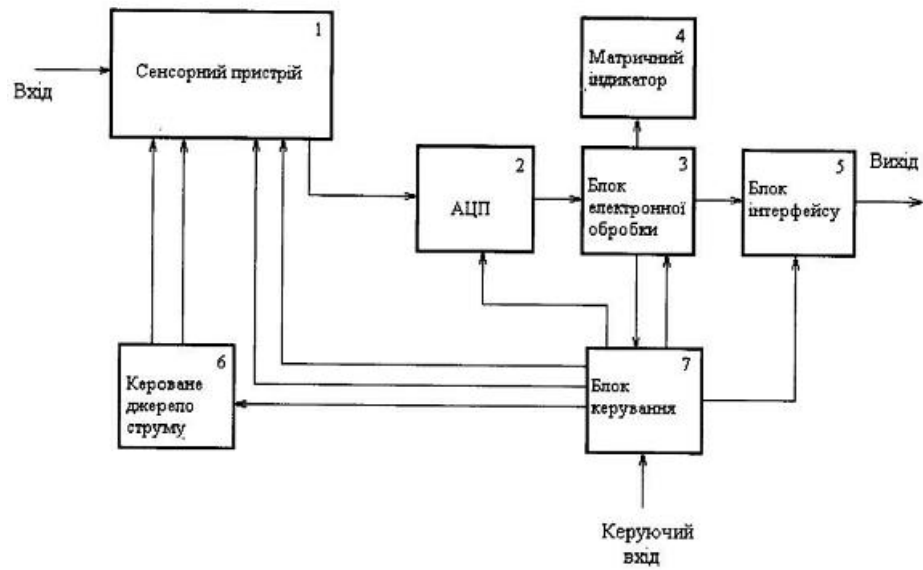 1
Сенсорний пристрій
Вхід
4
Матричний
індикатор
2
АЦП
3
Блок
електронної
обробки
5
Блок
інтерфейсу
Вихід
6
Кероване
джерепо
струму
7
Блок
керування
Керуючий
вхід